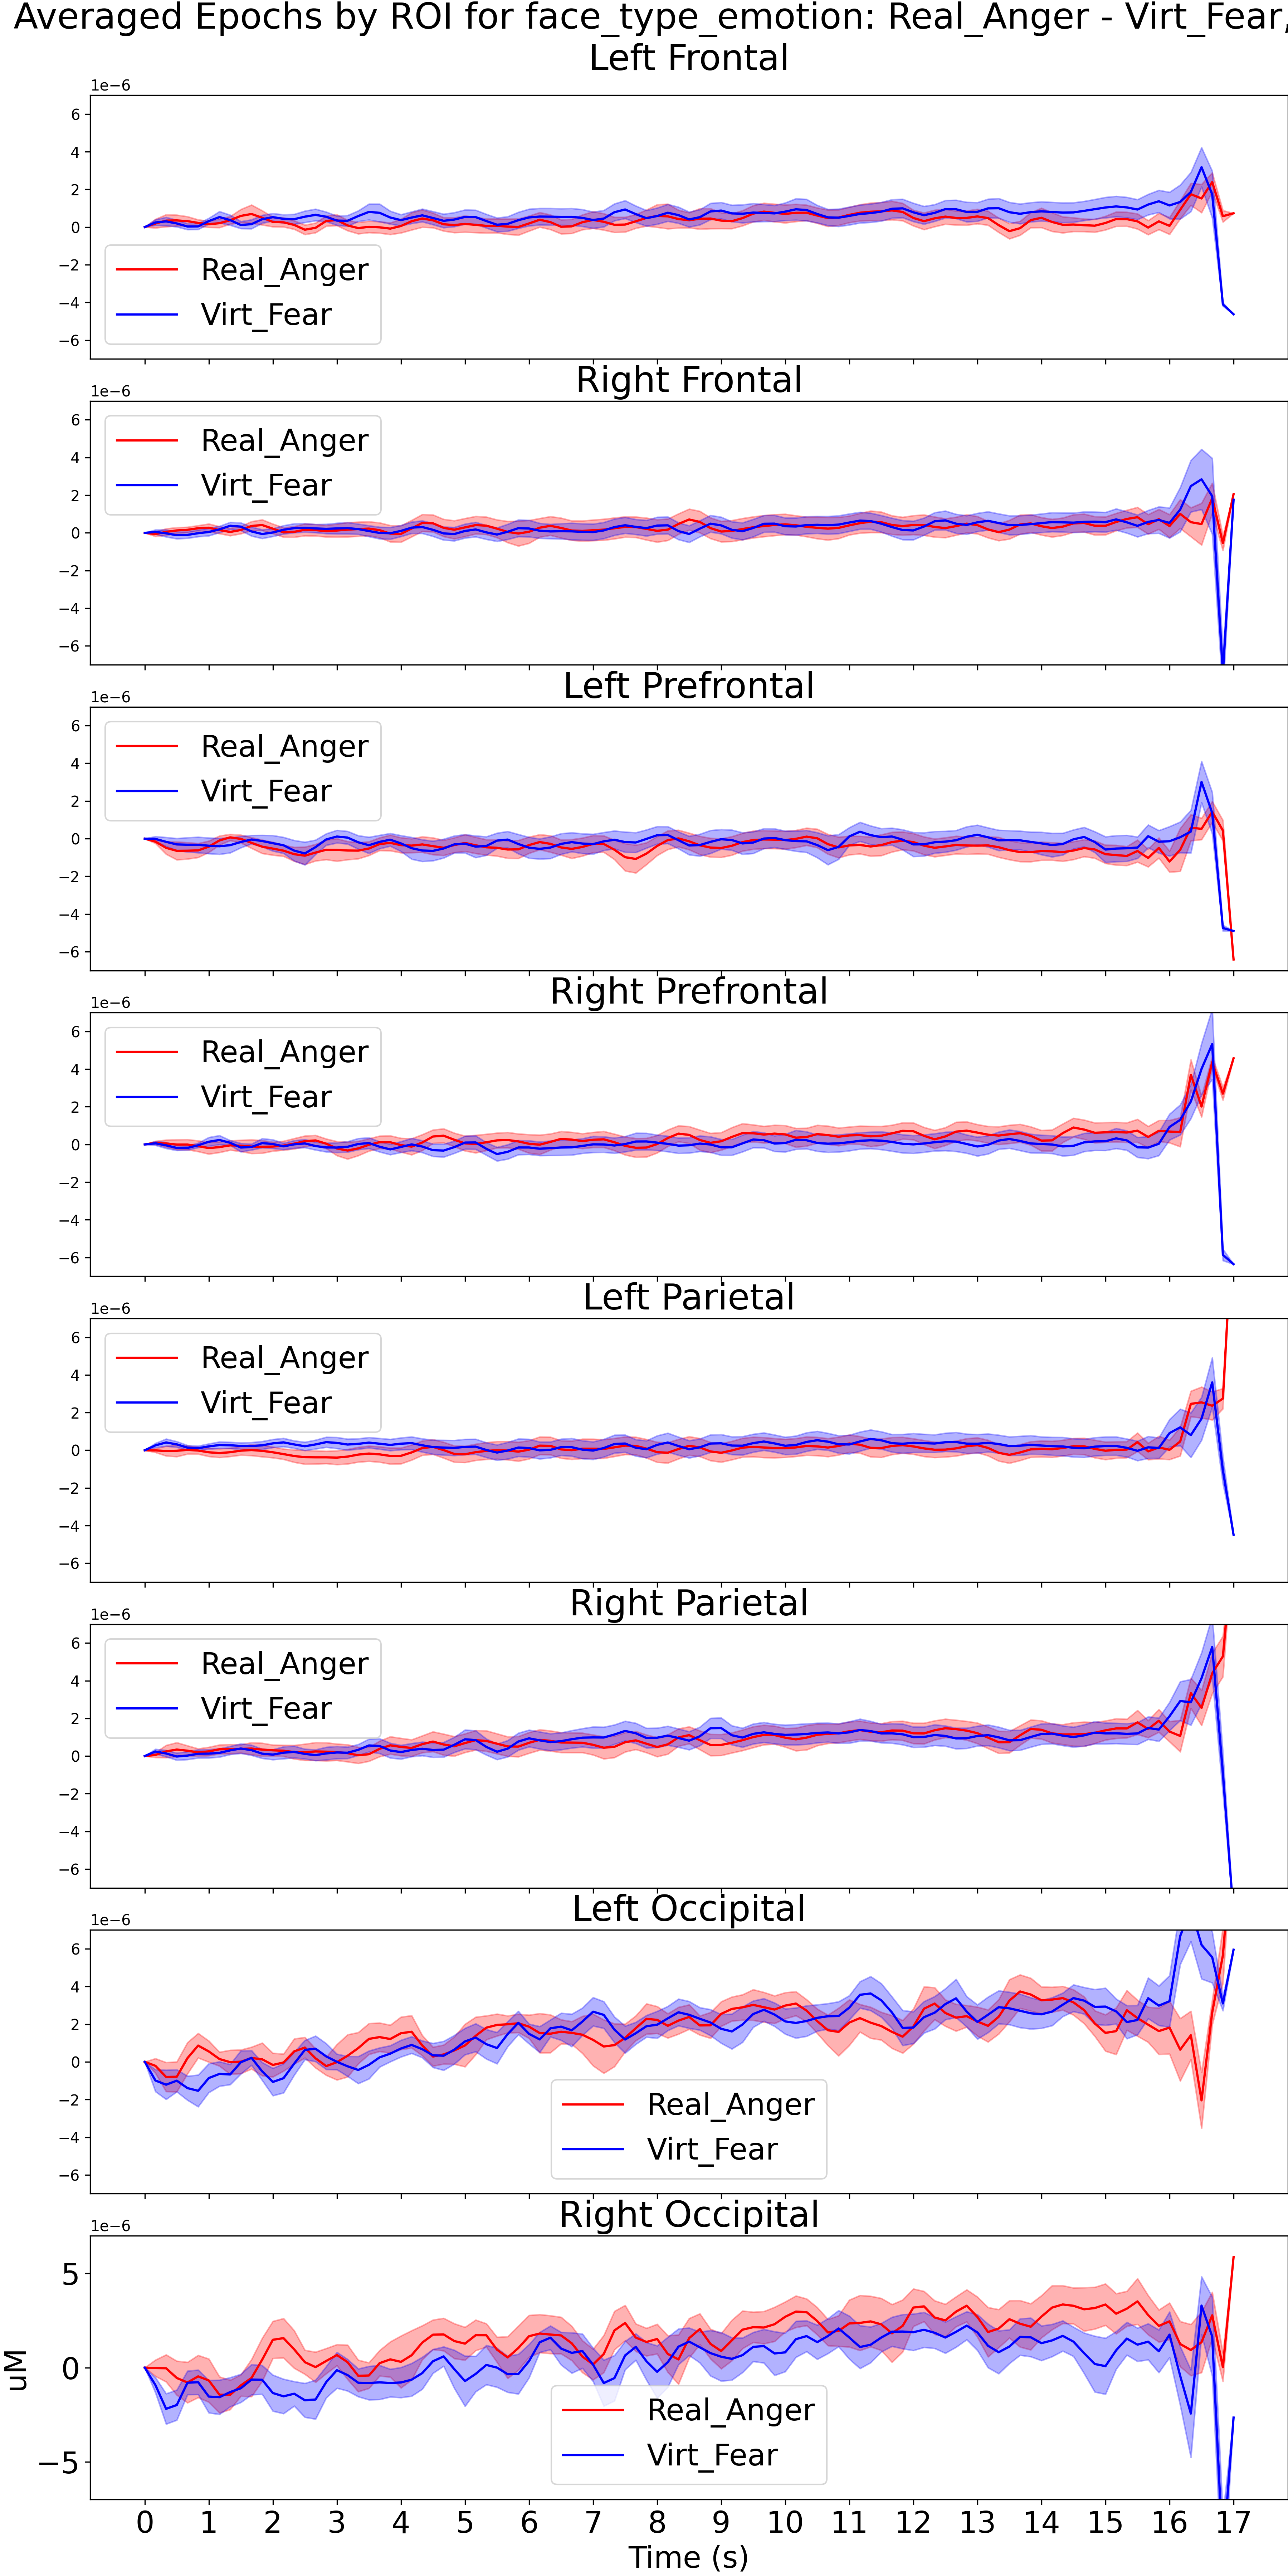 Averaged Epochs by ROI for face_type_emotion: Real_Anger - Virt_Fear,
Left Frontal
1e−6
6
4
2
0
−2
−4
−6
Real_Anger
Virt_Fear
Right Frontal
1e−6
6
4
2
0
−2
−4
−6
Real_Anger
Virt_Fear
Left Prefrontal
1e−6
6
4
2
0
−2
−4
−6
Real_Anger
Virt_Fear
Right Prefrontal
1e−6
6
4
2
0
−2
−4
−6
Real_Anger
Virt_Fear
Left Parietal
1e−6
6
4
2
0
−2
−4
−6
Real_Anger
Virt_Fear
Right Parietal
1e−6
6
4
2
0
−2
−4
−6
Real_Anger
Virt_Fear
Left Occipital
1e−6
6
4
2
0
−2
−4
−6
Real_Anger
Virt_Fear
Right Occipital
1e−6
5
0
−5
uM
Real_Anger
Virt_Fear
0 1 2 3 4 5 6 7 8 9 10 11 12 13 14 15 16 17
Time (s)